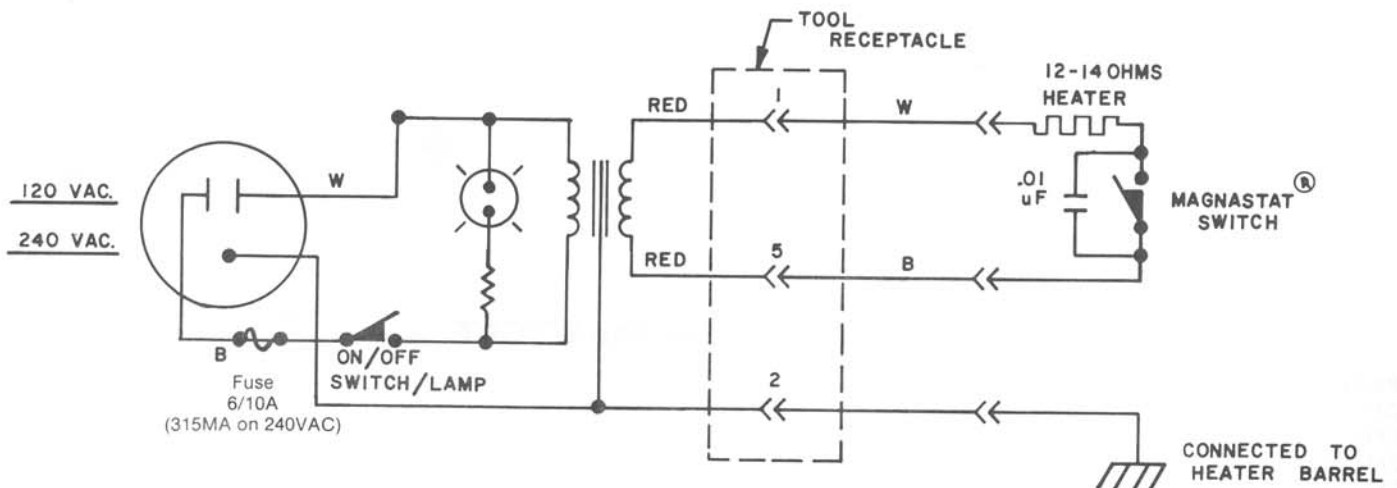 TOOL
RECEPTACLE
12-14 OHMS
HEATER
RED
1
W
120 VAC.
240 VAC.
W
.01
uF
MAGNASTAT®
SWITCH
RED
5
B
B
ON/OFF
SWITCH/LAMP
Fuse
6/10A
(315MA on 240VAC)
2
CONNECTED TO
HEATER BARREL